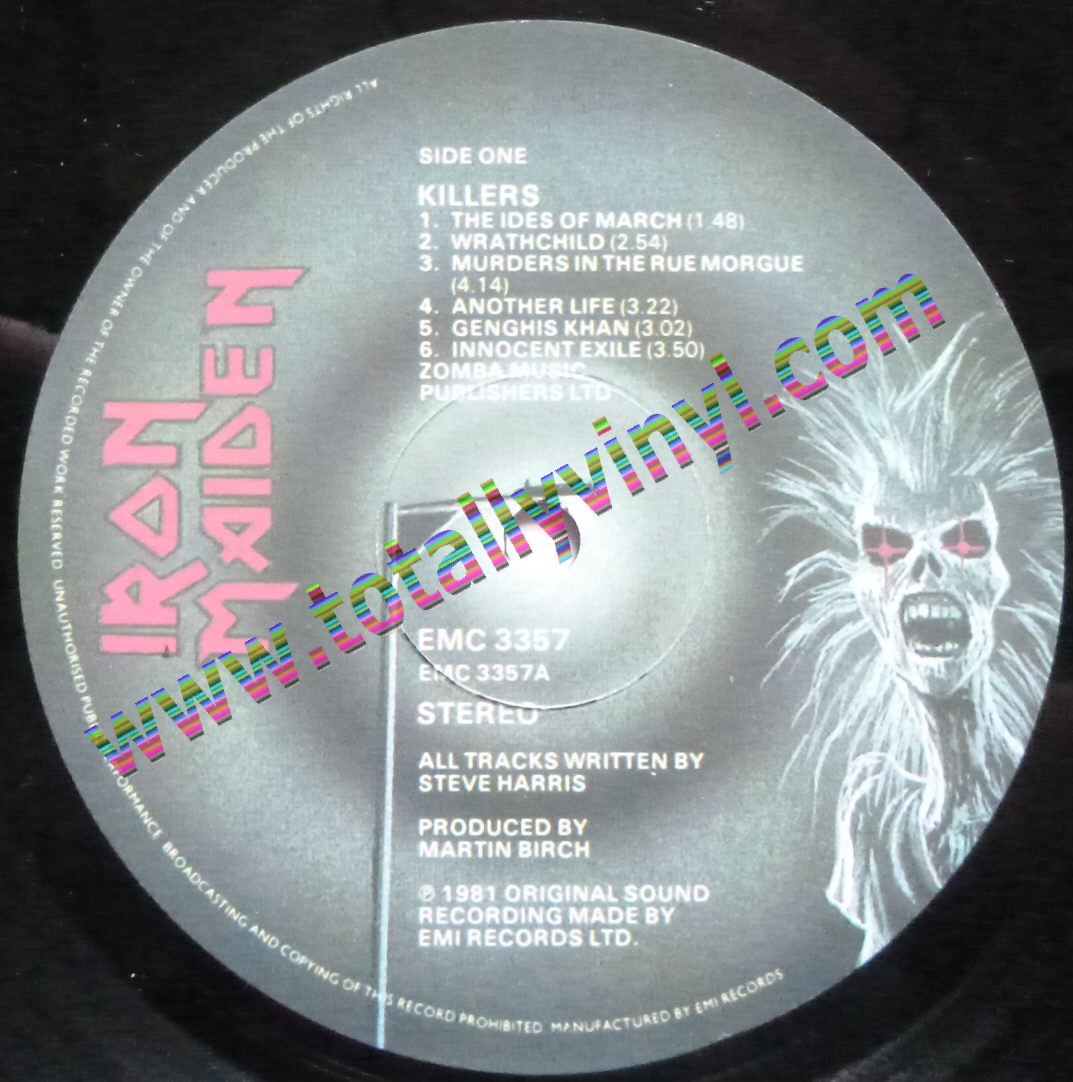 SIDE ONE
KILLERS
1. THE IDES OF MARCH (1.48)
2. WRATHCHILD (2.54)
3. MURDERS IN THE RUE MORGUE
(4.14)
4. ANOTHER LIFE (3.22)
5. GENGHIS KHAN (3.02)
6. INNOCENT EXILE (3.50)
ZOMBA MUSIC
PUBLISHERS LTD
IRON
MAIDEN
www.totallyvinyl.com
EMC 3357
EMC 3357A
STEREO
ALL TRACKS WRITTEN BY
STEVE HARRIS
PRODUCED BY
MARTIN BIRCH
℗ 1981 ORIGINAL SOUND
RECORDING MADE BY
EMI RECORDS LTD.
ALL RIGHTS OF THE PRODUCER AND OF THE OWNER OF THE RECORDED WORK RESERVED UNAUTHORISED BROADCASTING AND COPYING OF THIS RECORD PROHIBITED MANUFACTURED BY EMI RECORDS